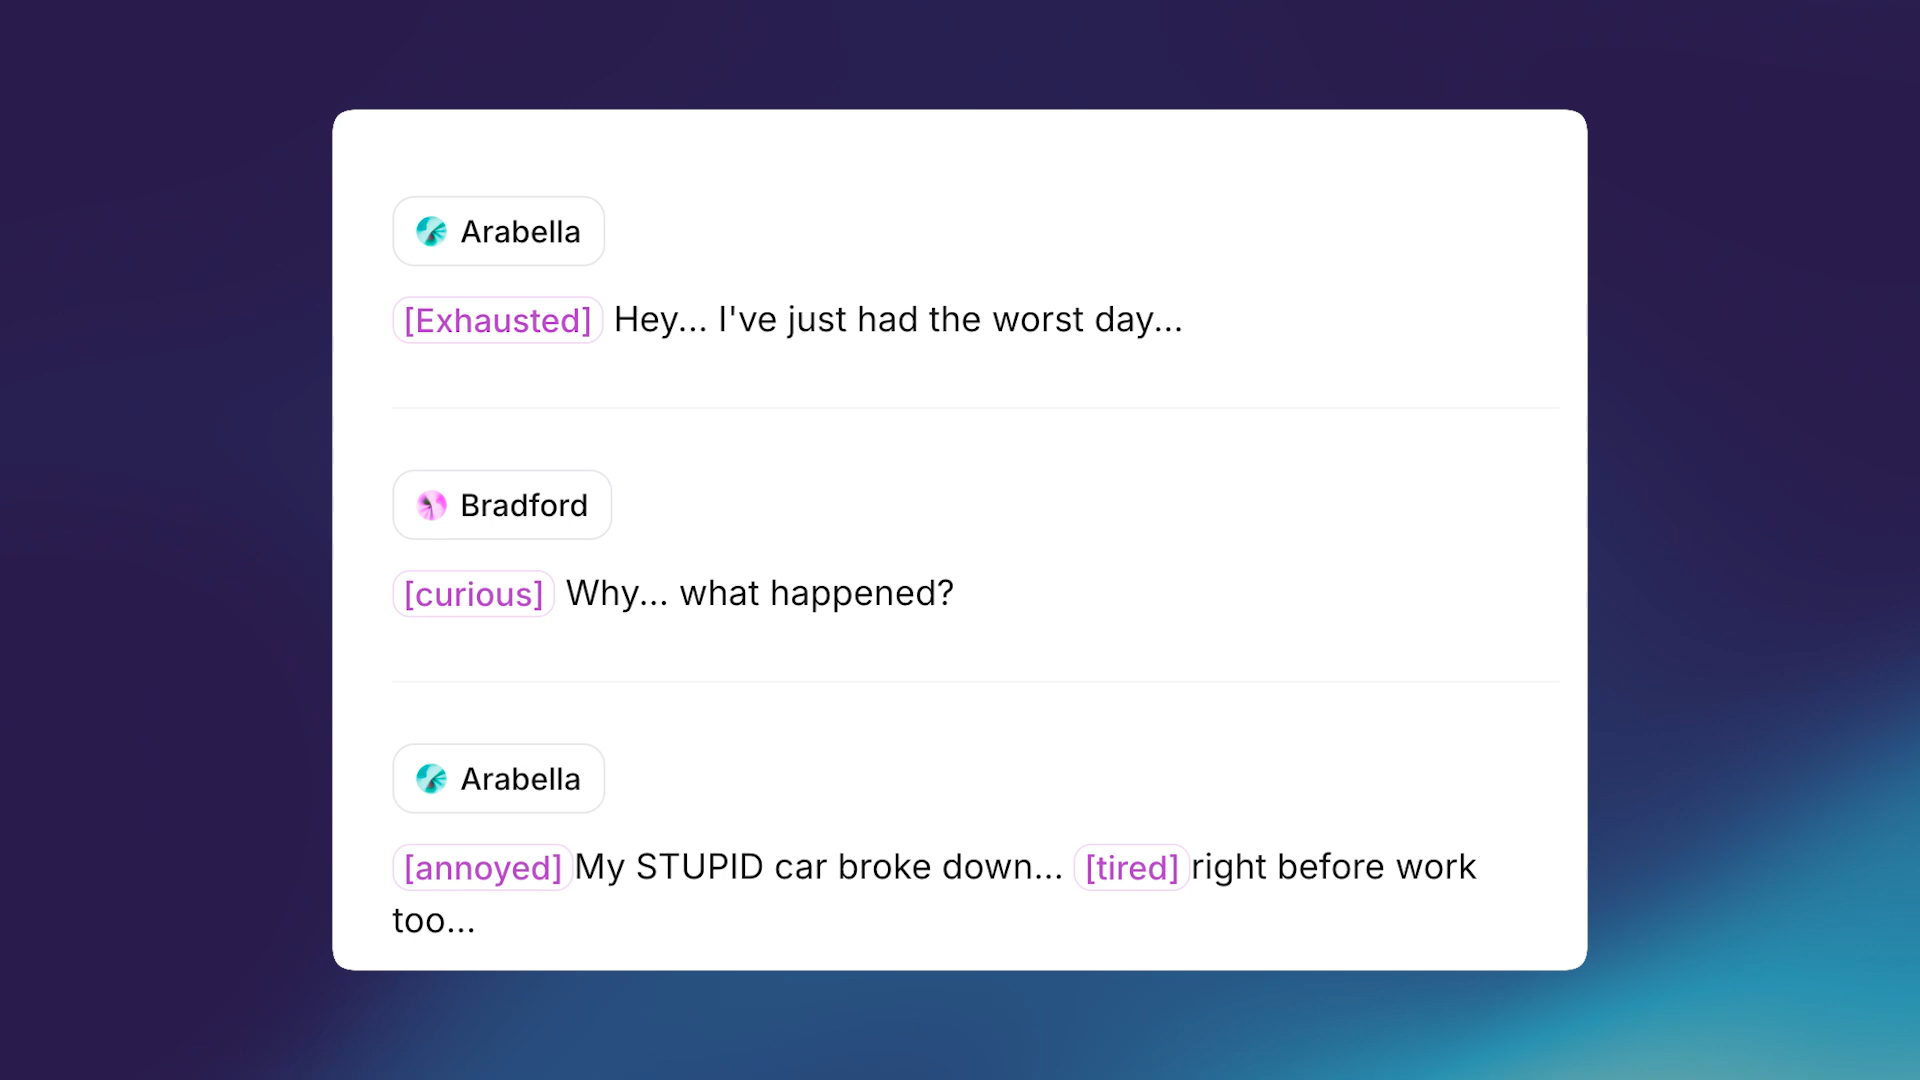 Arabella
[Exhausted] Hey... I've just had the worst day...
Bradford
[curious] Why... what happened?
Arabella
[annoyed] My STUPID car broke down... [tired] right before work
too...